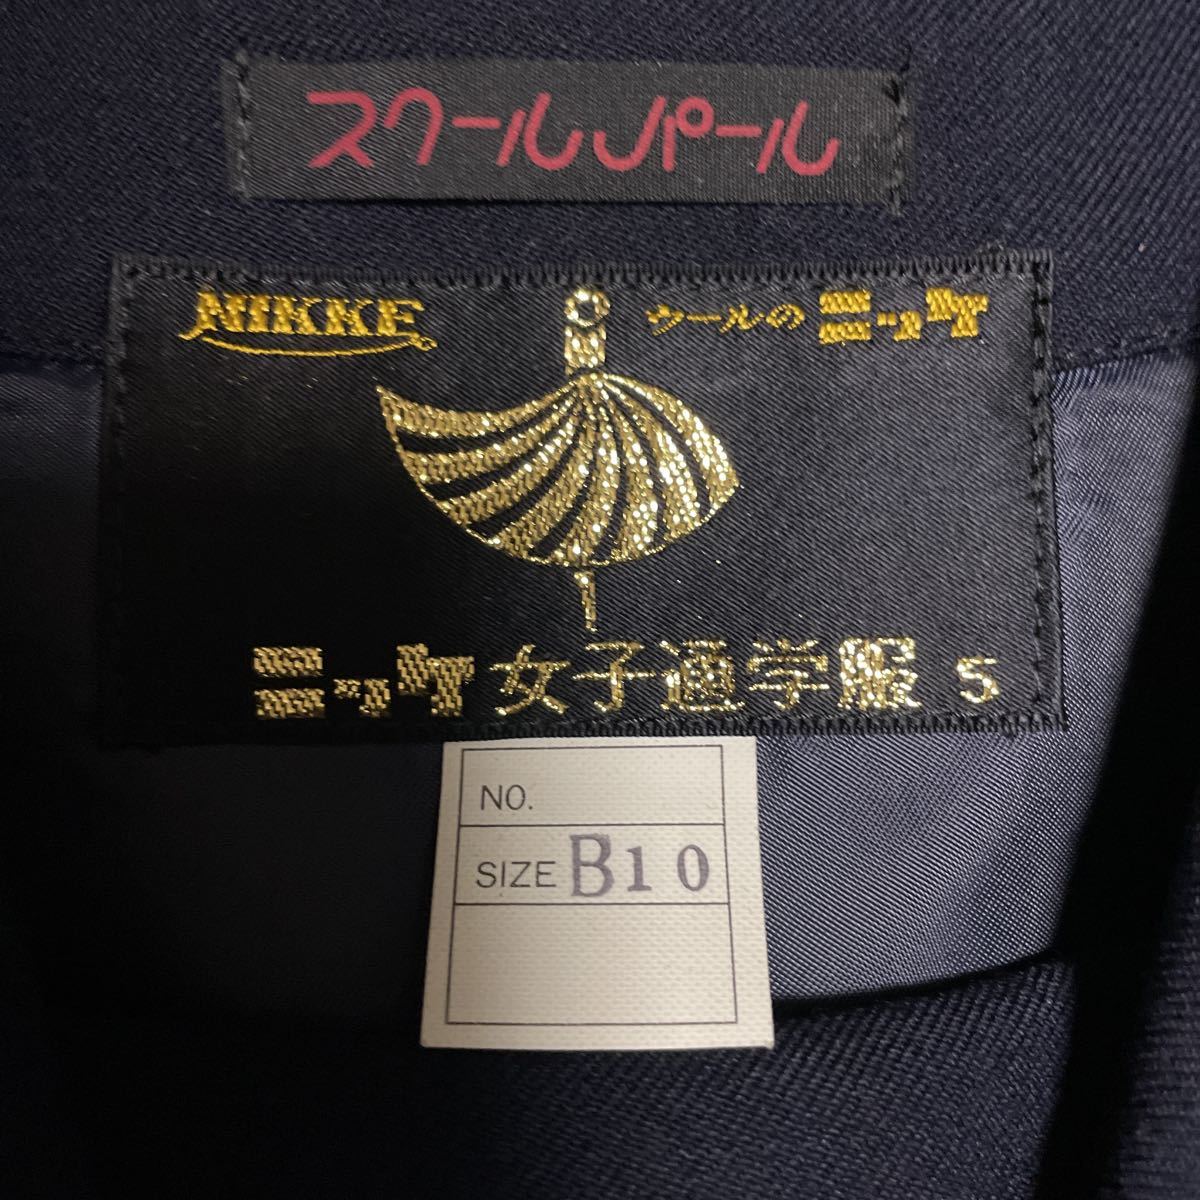 スクールパール
NIKKE ウールのニッケ
ニッケ女子通学服 5
NO.
SIZE B10